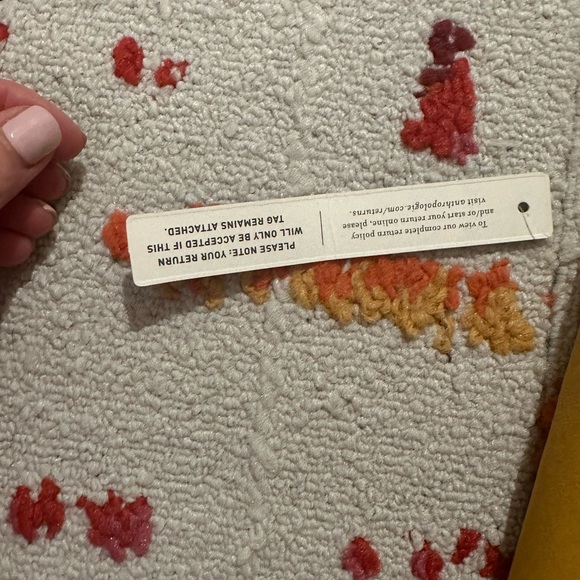 PLEASE NOTE: YOUR RETURN
WILL ONLY BE ACCEPTED IF THIS
TAG REMAINS ATTACHED.
To view our complete return policy
and/or start your return online, please
visit anthropologie.com/returns.